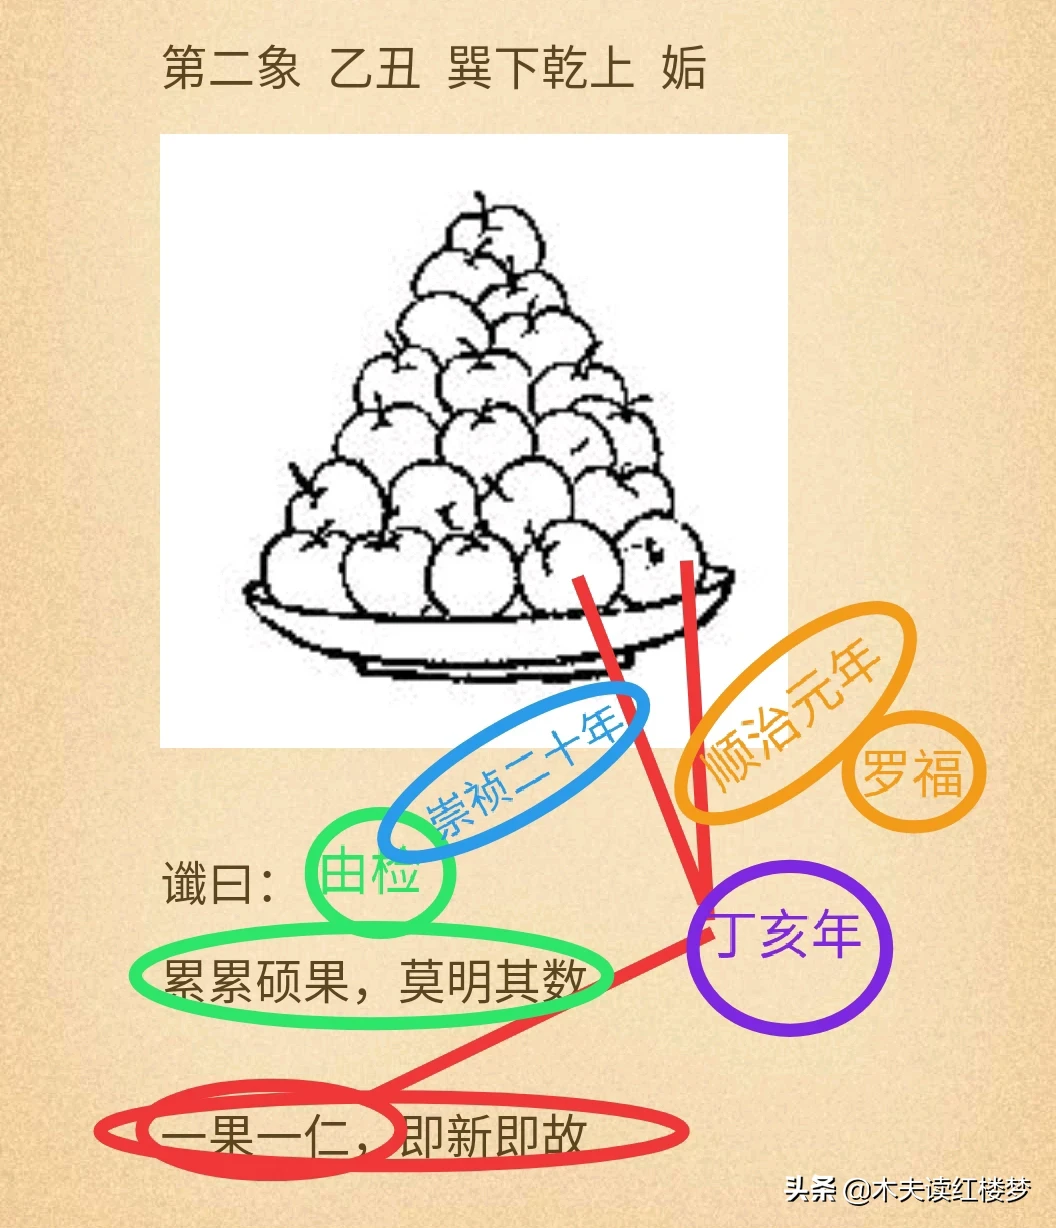 第二象 乙丑 巽下乾上 姤
顺治元年
崇祯二十年
罗福
由检
谶曰：
丁亥年
累累硕果，莫明其数
一果一仁，即新即故
头条 @木夫读红楼梦